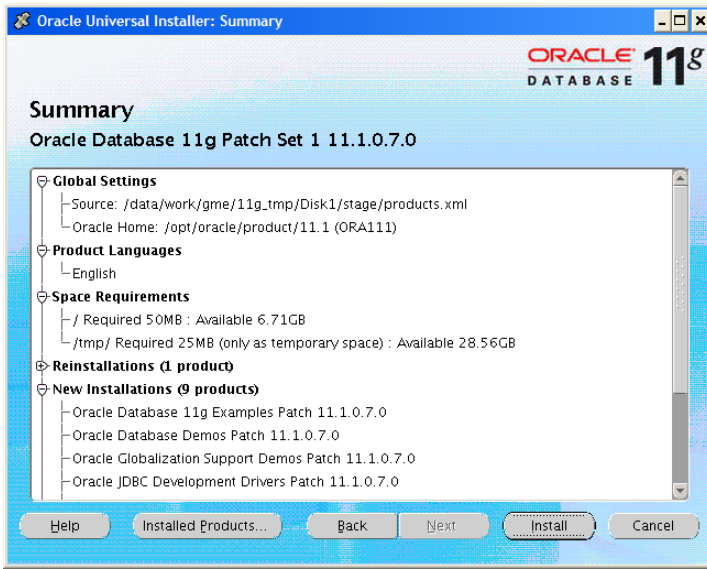 Oracle Universal Installer: Summary
ORACLE DATABASE 11g
Summary
Oracle Database 11g Patch Set 1 11.1.0.7.0
Global Settings
Source: /data/work/gme/11g_tmp/Disk1/stage/products.xml
Oracle Home: /opt/oracle/product/11.1 (ORA111)
Product Languages
English
Space Requirements
/ Required 50MB : Available 6.71GB
/tmp/ Required 25MB (only as temporary space) : Available 28.56GB
Reinstallations (1 product)
New Installations (9 products)
Oracle Database 11g Examples Patch 11.1.0.7.0
Oracle Database Demos Patch 11.1.0.7.0
Oracle Globalization Support Demos Patch 11.1.0.7.0
Oracle JDBC Development Drivers Patch 11.1.0.7.0
Help Installed Products... Back Next Install Cancel